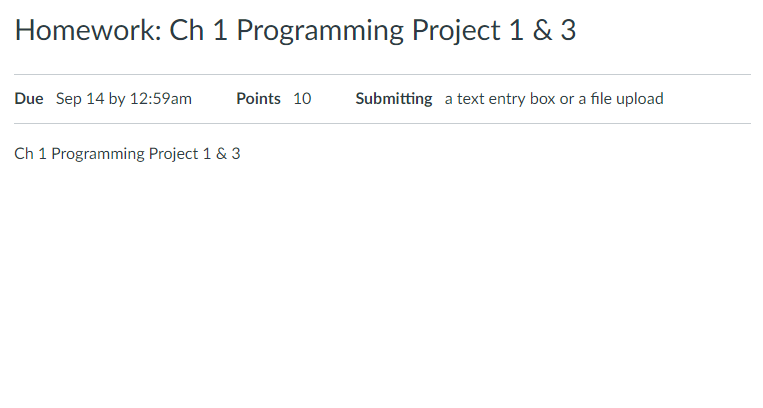 Homework: Ch 1 Programming Project 1 & 3
Due Sep 14 by 12:59am Points 10 Submitting a text entry box or a file upload
Ch 1 Programming Project 1 & 3